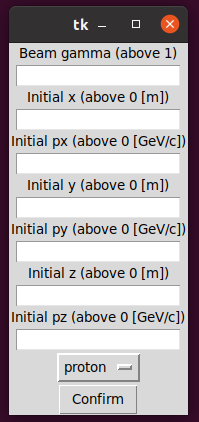 tk
Beam gamma (above 1)
Initial x (above 0 [m])
Initial px (above 0 [GeV/c])
Initial y (above 0 [m])
Initial py (above 0 [GeV/c])
Initial z (above 0 [m])
Initial pz (above 0 [GeV/c])
proton
Confirm